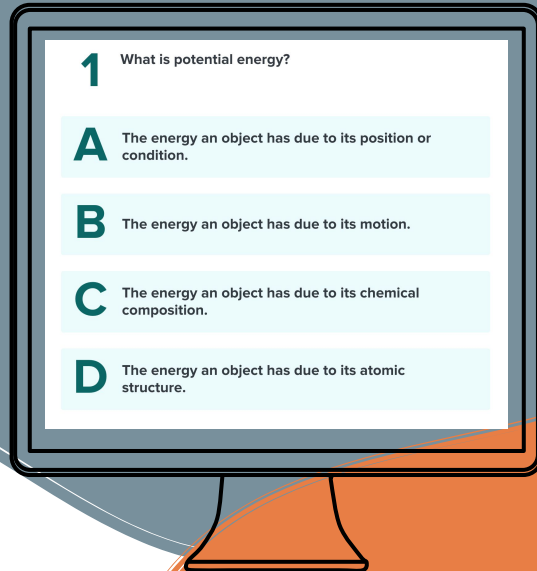 1
What is potential energy?
A
The energy an object has due to its position or
condition.
B
The energy an object has due to its motion.
C
The energy an object has due to its chemical
composition.
D
The energy an object has due to its atomic
structure.